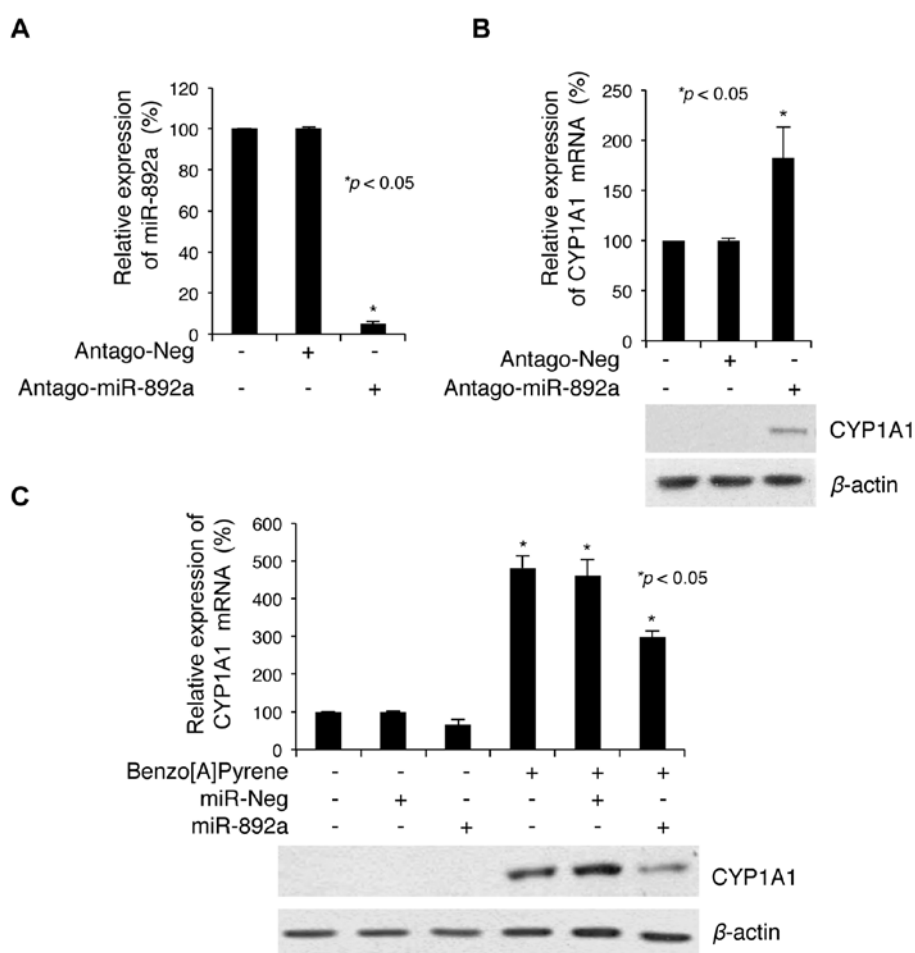 A
Relative expression
of miR-892a (%)
120
100
80
60
40
20
0
*p < 0.05
*
Antago-Neg - + -
Antago-miR-892a - - +
B
Relative expression
of CYP1A1 mRNA (%)
250
200
150
100
50
0
*p < 0.05
*
Antago-Neg - + -
Antago-miR-892a - - +
CYP1A1
β-actin
C
Relative expression of
CYP1A1 mRNA (%)
600
500
400
300
200
100
0
* * *
*p < 0.05
Benzo[A]Pyrene - - - + + +
miR-Neg - + - - + -
miR-892a - - + - - +
CYP1A1
β-actin